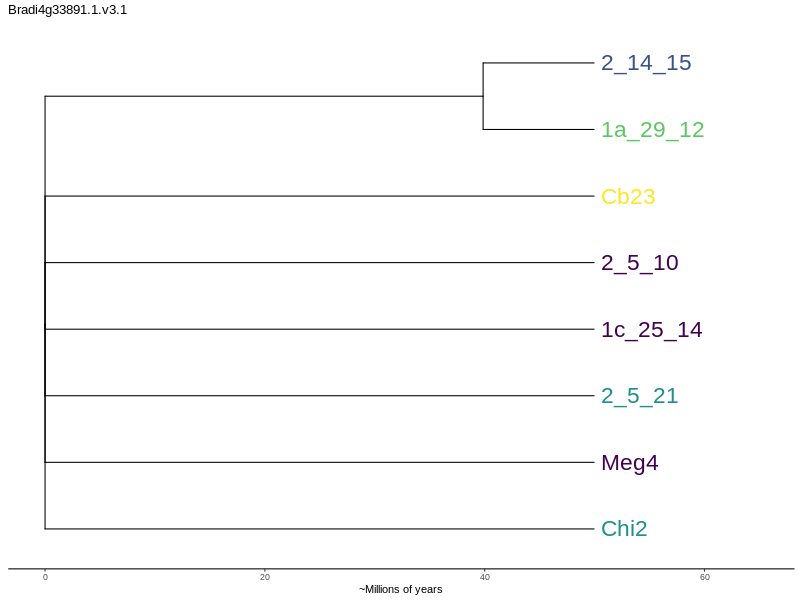 Bradi4g33891.1.v3.1
2_14_15
1a_29_12
Cb23
2_5_10
1c_25_14
2_5_21
Meg4
Chi2
0 20 40 60
~Millions of years